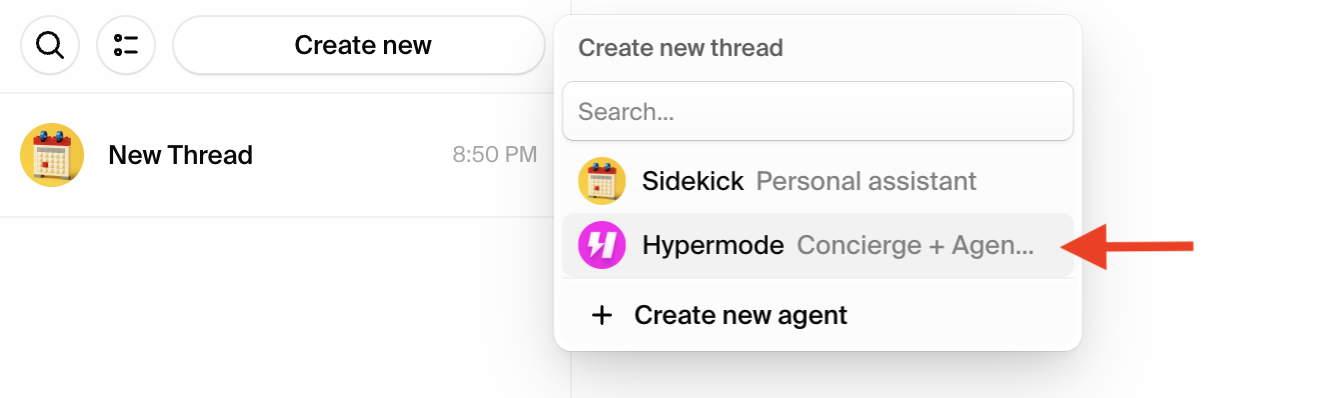 Create new
New Thread
8:50 PM
Create new thread
Search...
Sidekick Personal assistant
Hypermode Concierge + Agen...
Create new agent